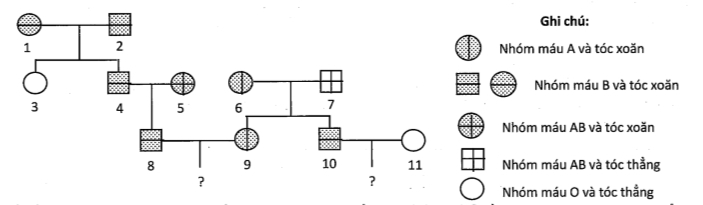 Ghi chú:
1
2
Nhóm máu A và tóc xoăn
3
4
5
6
7
Nhóm máu B và tóc xoăn
Nhóm máu AB và tóc xoăn
8
9
10
11
Nhóm máu AB và tóc thẳng
?
?
Nhóm máu O và tóc thẳng